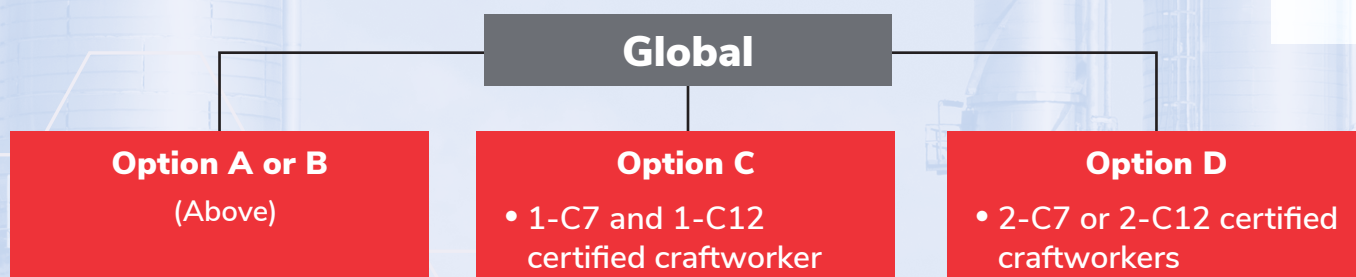 Global
Option A or B
(Above)
Option C
• 1-C7 and 1-C12
certified craftworker
Option D
• 2-C7 or 2-C12 certified
craftworkers